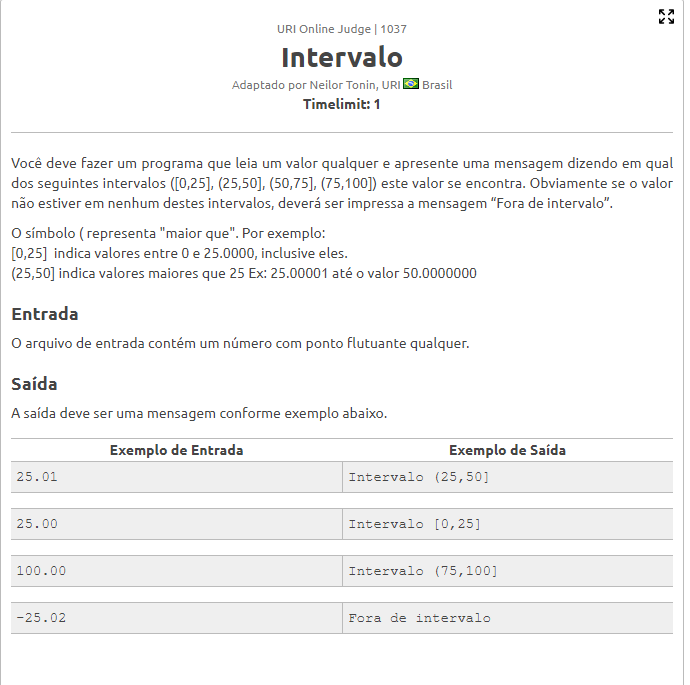 URI Online Judge | 1037
Intervalo
Adaptado por Neilor Tonin, URI Brasil
Timelimit: 1
Você deve fazer um programa que leia um valor qualquer e apresente uma mensagem dizendo em qual
dos seguintes intervalos ([0,25], (25,50], (50,75], (75,100]) este valor se encontra. Obviamente se o valor
não estiver em nenhum destes intervalos, deverá ser impressa a mensagem “Fora de intervalo”.
O símbolo ( representa "maior que". Por exemplo:
[0,25]  indica valores entre 0 e 25.0000, inclusive eles.
(25,50] indica valores maiores que 25 Ex: 25.00001 até o valor 50.0000000
Entrada
O arquivo de entrada contém um número com ponto flutuante qualquer.
Saída
A saída deve ser uma mensagem conforme exemplo abaixo.
Exemplo de Entrada Exemplo de Saída
25.01 Intervalo (25,50]
25.00 Intervalo [0,25]
100.00 Intervalo (75,100]
-25.02 Fora de intervalo